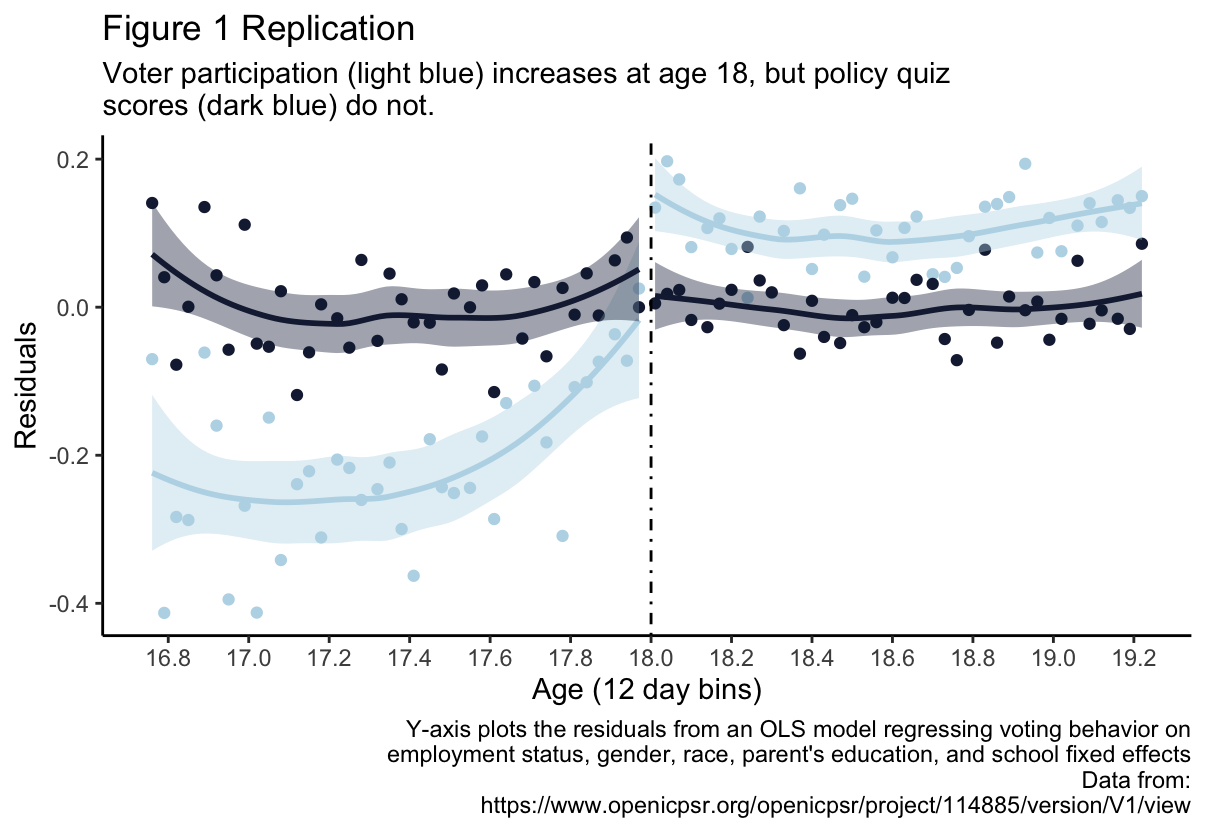 Figure 1 Replication
Voter participation (light blue) increases at age 18, but policy quiz
scores (dark blue) do not.
0.2
0.0
-0.2
-0.4
Residuals
16.8 17.0 17.2 17.4 17.6 17.8 18.0 18.2 18.4 18.6 18.8 19.0 19.2
Age (12 day bins)
Y-axis plots the residuals from an OLS model regressing voting behavior on
employment status, gender, race, parent's education, and school fixed effects
Data from:
https://www.openicpsr.org/openicpsr/project/114885/version/V1/view